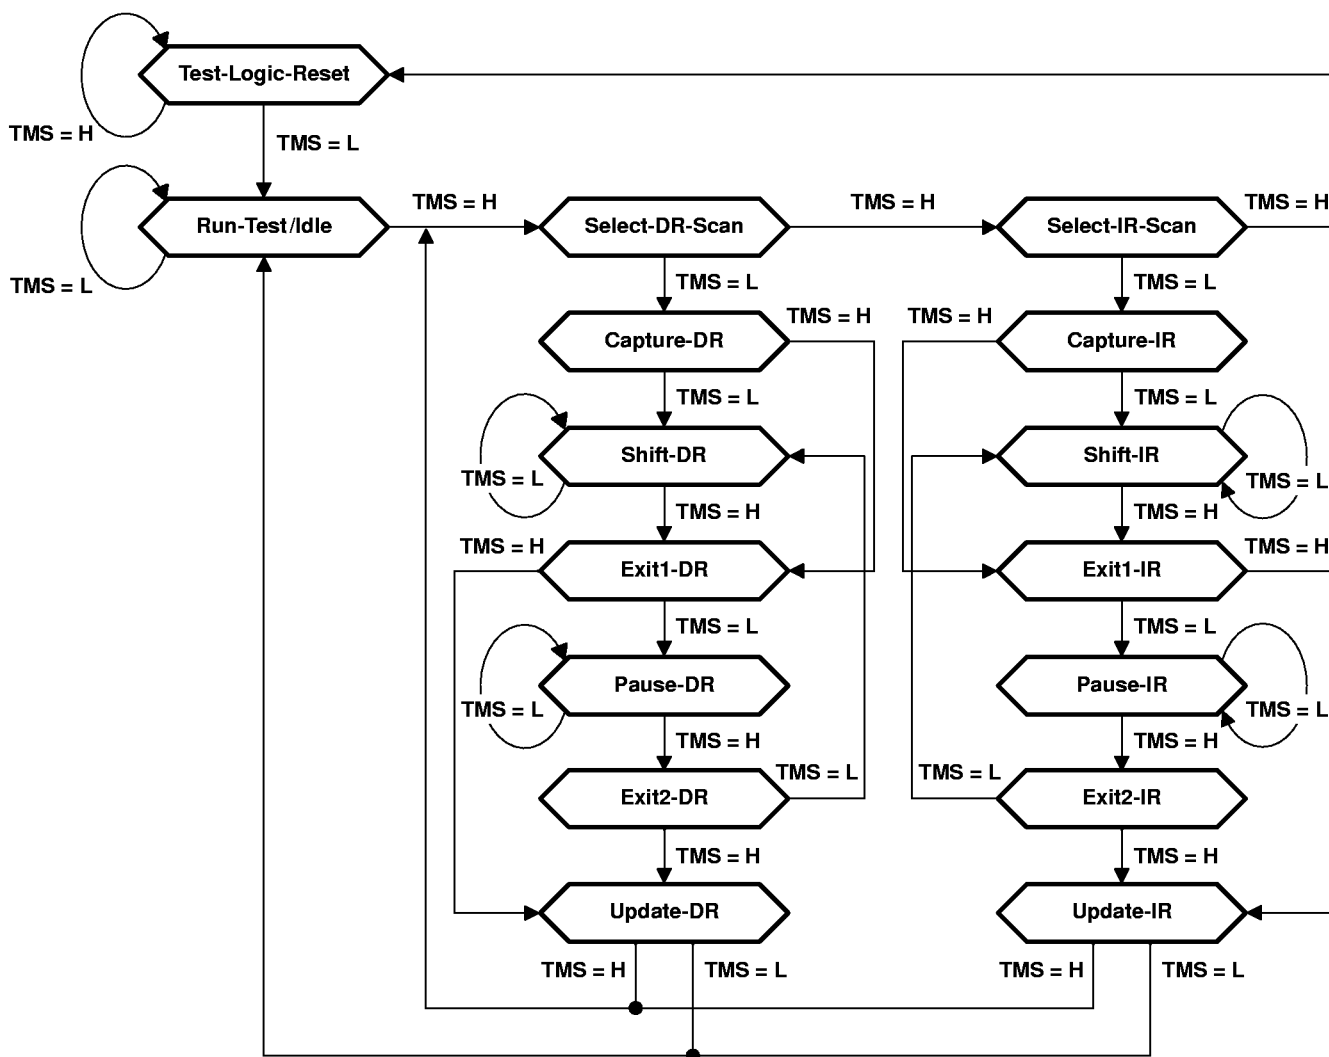 Test-Logic-Reset
TMS = H
TMS = L
TMS = H
TMS = H
TMS = H
Run-Test/Idle
Select-DR-Scan
Select-IR-Scan
TMS = L
TMS = L
TMS = L
TMS = H
TMS = H
Capture-DR
Capture-IR
TMS = L
TMS = L
Shift-DR
Shift-IR
TMS = L
TMS = L
TMS = H
TMS = H
TMS = H
TMS = H
Exit1-DR
Exit1-IR
TMS = L
TMS = L
Pause-DR
Pause-IR
TMS = L
TMS = L
TMS = H
TMS = H
TMS = L
TMS = L
Exit2-DR
Exit2-IR
TMS = H
TMS = H
Update-DR
Update-IR
TMS = H
TMS = L
TMS = H
TMS = L